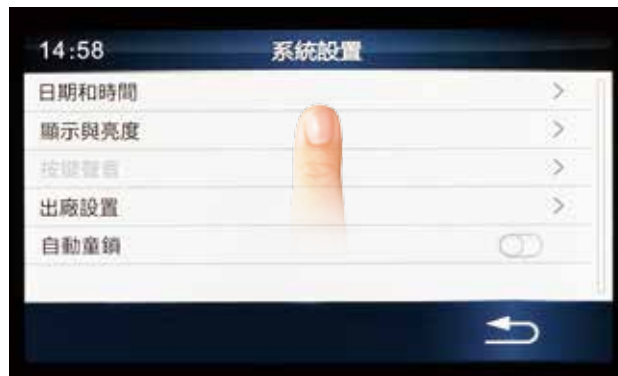 14:58 系統設置
日期和時間
顯示與亮度
按鍵聲音
出廠設置
自動童鎖